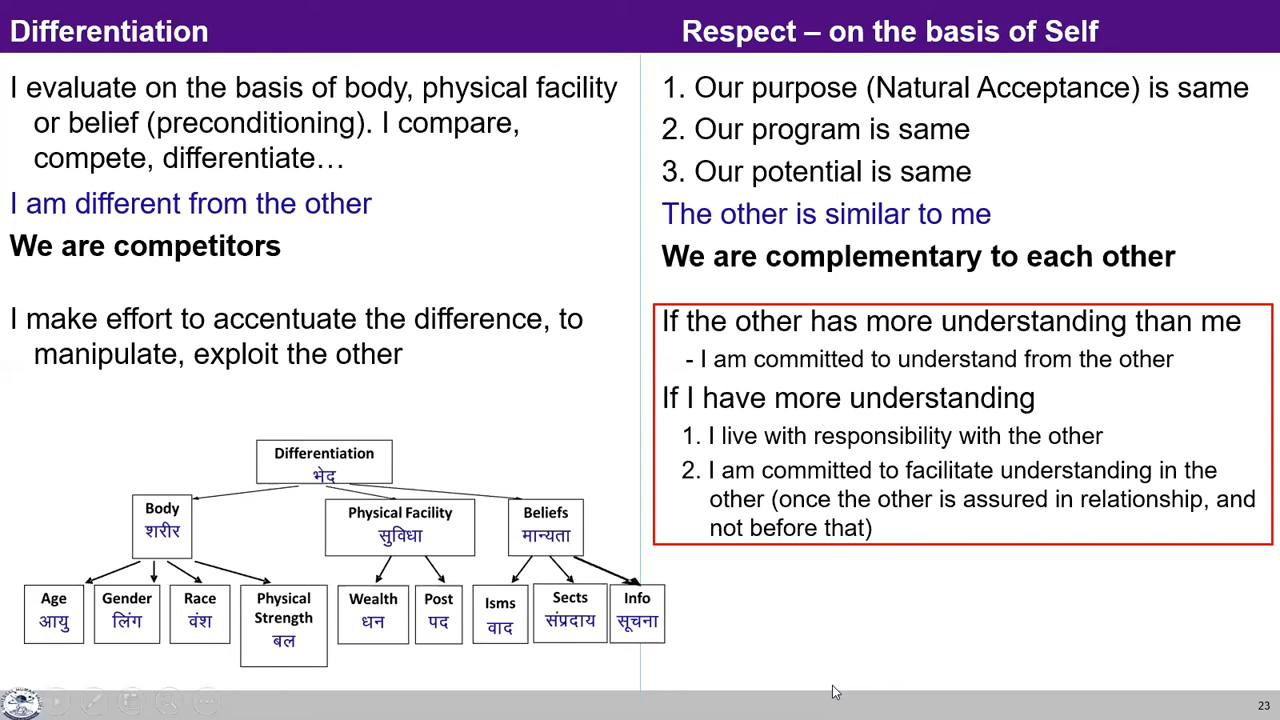 Differentiation
I evaluate on the basis of body, physical facility
or belief (preconditioning). I compare,
compete, differentiate…
I am different from the other
We are competitors
I make effort to accentuate the difference, to
manipulate, exploit the other
Differentiation
भेद
Body
शरीर
Physical Facility
सुविधा
Beliefs
मान्यता
Age
आयु
Gender
लिंग
Race
वंश
Physical
Strength
बल
Wealth
धन
Post
पद
Isms
वाद
Sects
संप्रदाय
Info
सूचना
Respect – on the basis of Self
1. Our purpose (Natural Acceptance) is same
2. Our program is same
3. Our potential is same
The other is similar to me
We are complementary to each other
If the other has more understanding than me
- I am committed to understand from the other
If I have more understanding
1. I live with responsibility with the other
2. I am committed to facilitate understanding in the
other (once the other is assured in relationship, and
not before that)
23